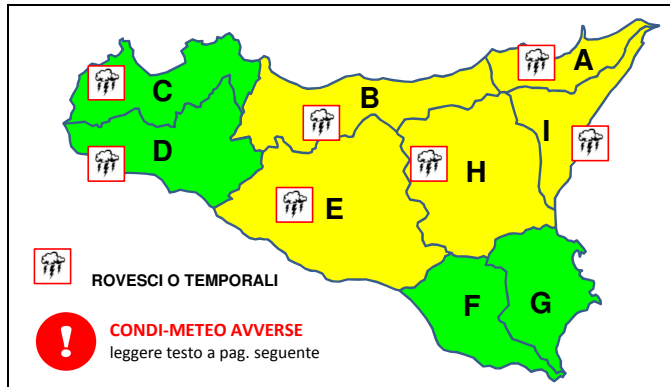 A
C
B
I
D
H
E
F
G
ROVESCI O TEMPORALI
!
CONDI-METEO AVVERSE
leggere testo a pag. seguente